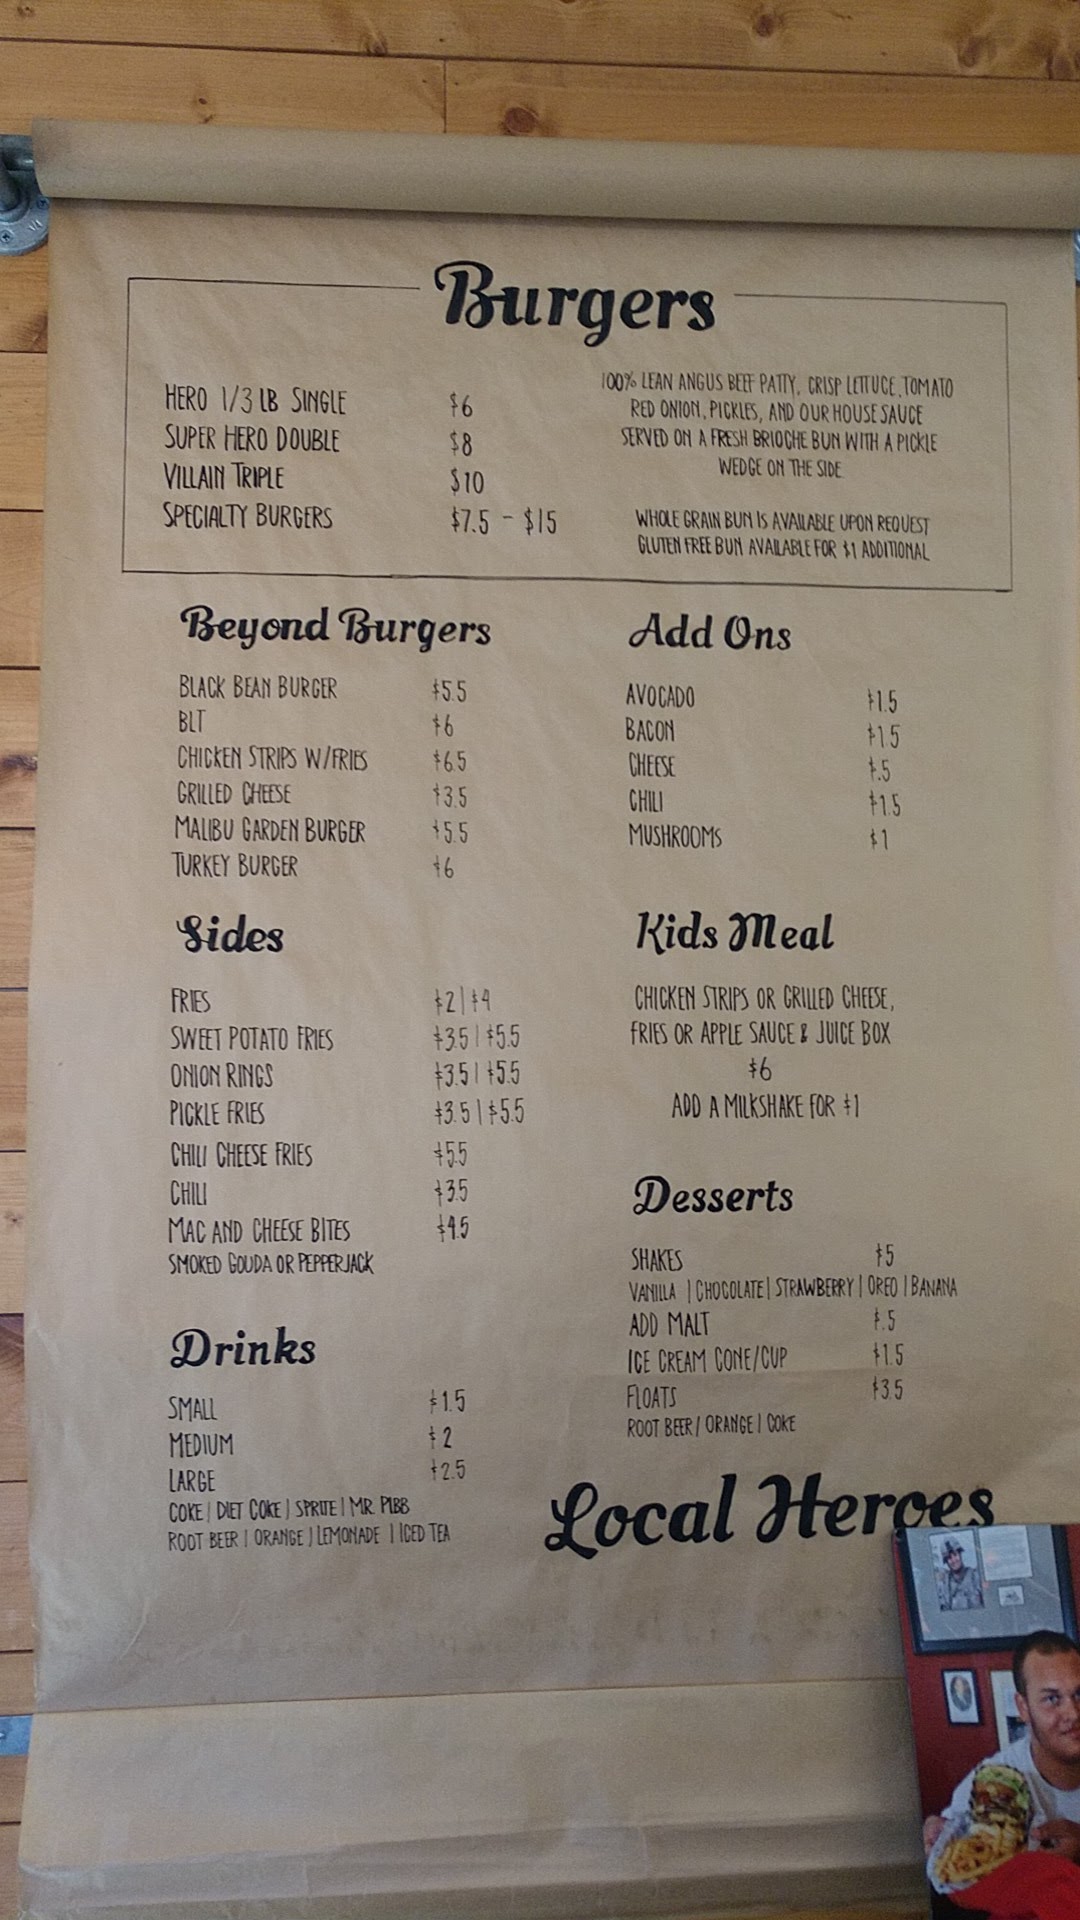 Burgers
HERO 1/3 LB SINGLE $6
SUPER HERO DOUBLE $8
VILLAIN TRIPLE $10
SPECIALTY BURGERS $7.5 - $15
100% LEAN ANGUS BEEF PATTY, CRISP LETTUCE, TOMATO
RED ONION, PICKLES, AND OUR HOUSE SAUCE
SERVED ON A FRESH BRIOCHE BUN WITH A PICKLE
WEDGE ON THE SIDE.
WHOLE GRAIN BUN IS AVAILABLE UPON REQUEST
GLUTEN FREE BUN AVAILABLE FOR $1 ADDITIONAL
Beyond Burgers
BLACK BEAN BURGER $5.5
BLT $6
CHICKEN STRIPS W/FRIES $6.5
GRILLED CHEESE $3.5
MALIBU GARDEN BURGER $5.5
TURKEY BURGER $6
Add Ons
AVOCADO $1.5
BACON $1.5
CHEESE $.5
CHILI $1.5
MUSHROOMS $1
Sides
FRIES $2 | $4
SWEET POTATO FRIES $3.5 | $5.5
ONION RINGS $3.5 | $5.5
PICKLE FRIES $3.5 | $5.5
CHILI CHEESE FRIES $5.5
CHILI $3.5
MAC AND CHEESE BITES $4.5
SMOKED GOUDA OR PEPPERJACK
Kids Meal
CHICKEN STRIPS OR GRILLED CHEESE,
FRIES OR APPLE SAUCE & JUICE BOX
$6
ADD A MILKSHAKE FOR $1
Desserts
SHAKES $5
VANILLA | CHOCOLATE | STRAWBERRY | OREO | BANANA
ADD MALT $.5
ICE CREAM CONE/CUP $1.5
FLOATS $3.5
ROOT BEER | ORANGE | COKE
Drinks
SMALL $1.5
MEDIUM $2
LARGE $2.5
COKE | DIET COKE | SPRITE | MR. PIBB
ROOT BEER | ORANGE | LEMONADE | ICED TEA
Local Heroes